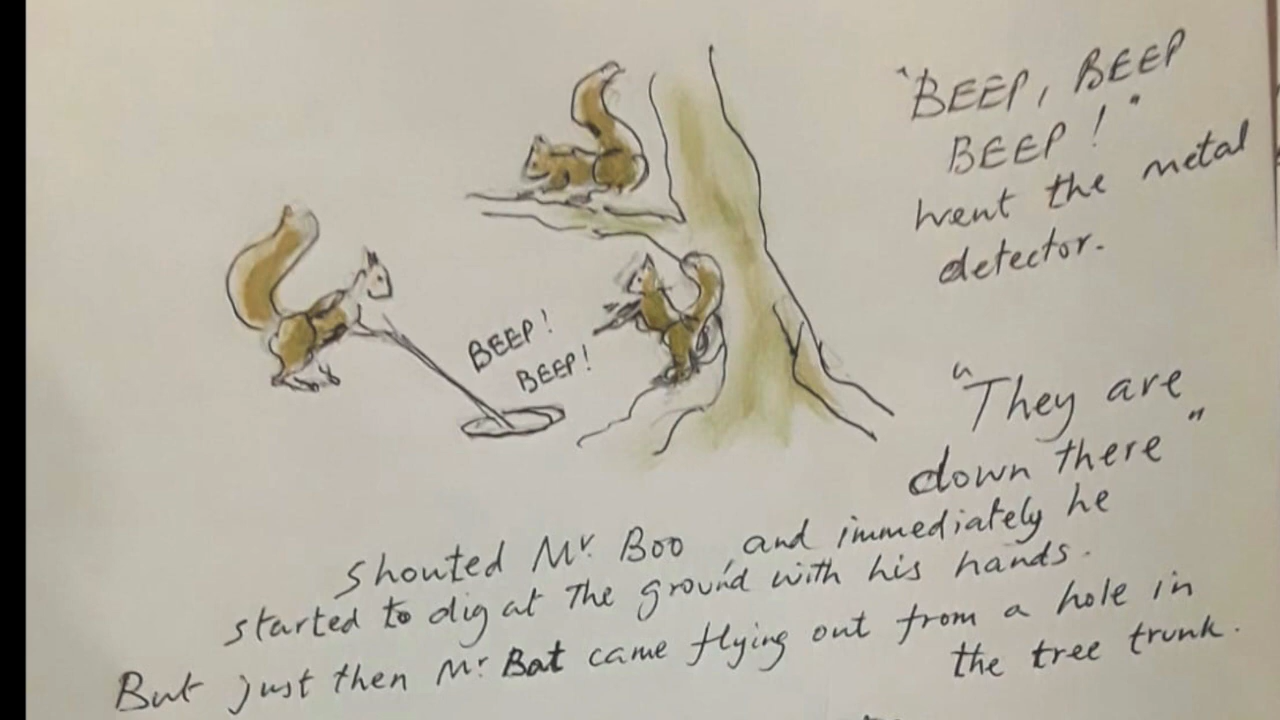 "BEEP, BEEP
BEEP!"
went the metal
detector.
BEEP!
BEEP!
"They are
down there"
shouted Mr. Boo, and immediately he
started to dig at The ground with his hands.
But just then Mr Bat came flying out from a hole in
the tree trunk.